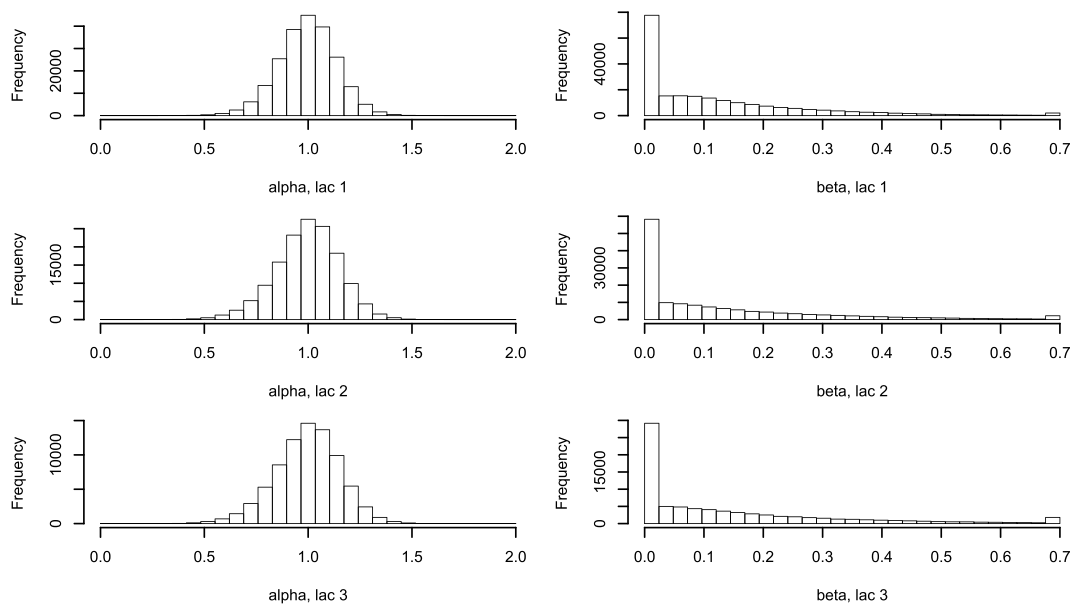 Frequency
0 20000
0.0 0.5 1.0 1.5 2.0
alpha, lac 1
Frequency
0 40000
0.0 0.1 0.2 0.3 0.4 0.5 0.6 0.7
beta, lac 1
Frequency
0 15000
0.0 0.5 1.0 1.5 2.0
alpha, lac 2
Frequency
0 30000
0.0 0.1 0.2 0.3 0.4 0.5 0.6 0.7
beta, lac 2
Frequency
0 10000
0.0 0.5 1.0 1.5 2.0
alpha, lac 3
Frequency
0 15000
0.0 0.1 0.2 0.3 0.4 0.5 0.6 0.7
beta, lac 3